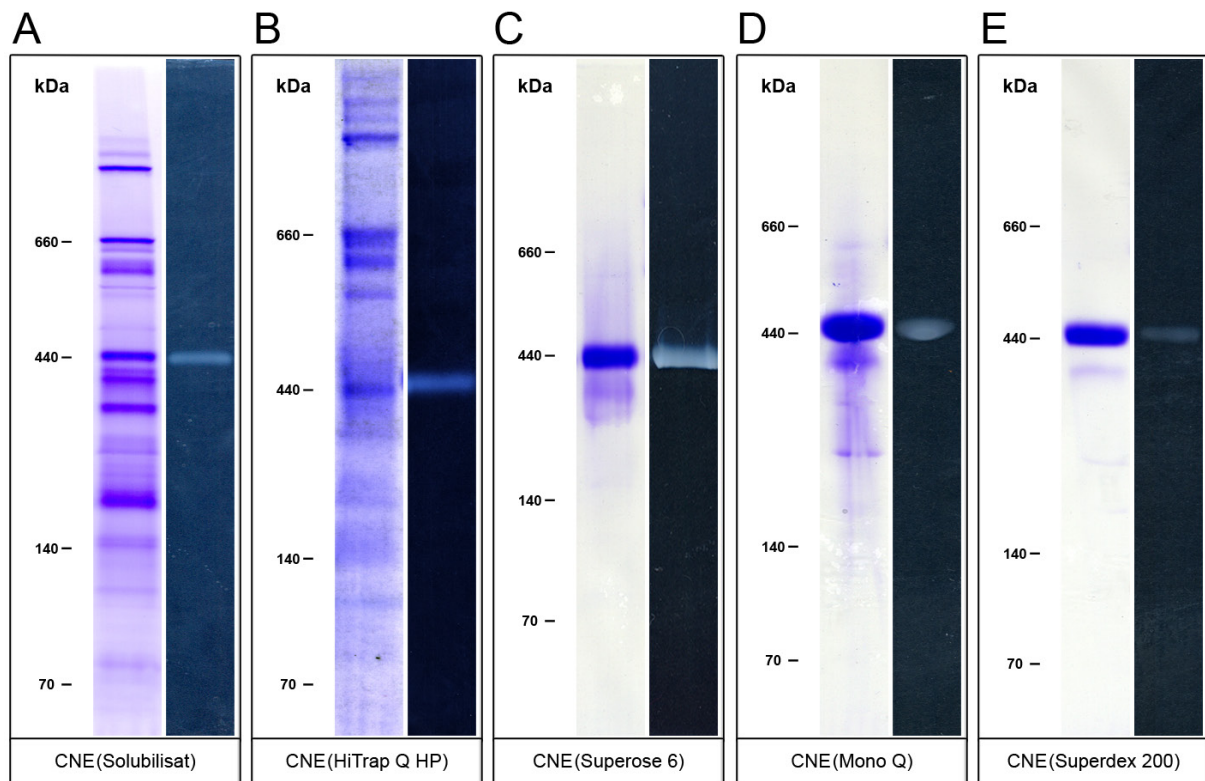 A
kDa
660
440
140
70
CNE(Solubilisat)
B
kDa
660
440
140
70
CNE(HiTrap Q HP)
C
kDa
660
440
140
70
CNE(Superose 6)
D
kDa
660
440
140
70
CNE(Mono Q)
E
kDa
660
440
140
70
CNE(Superdex 200)